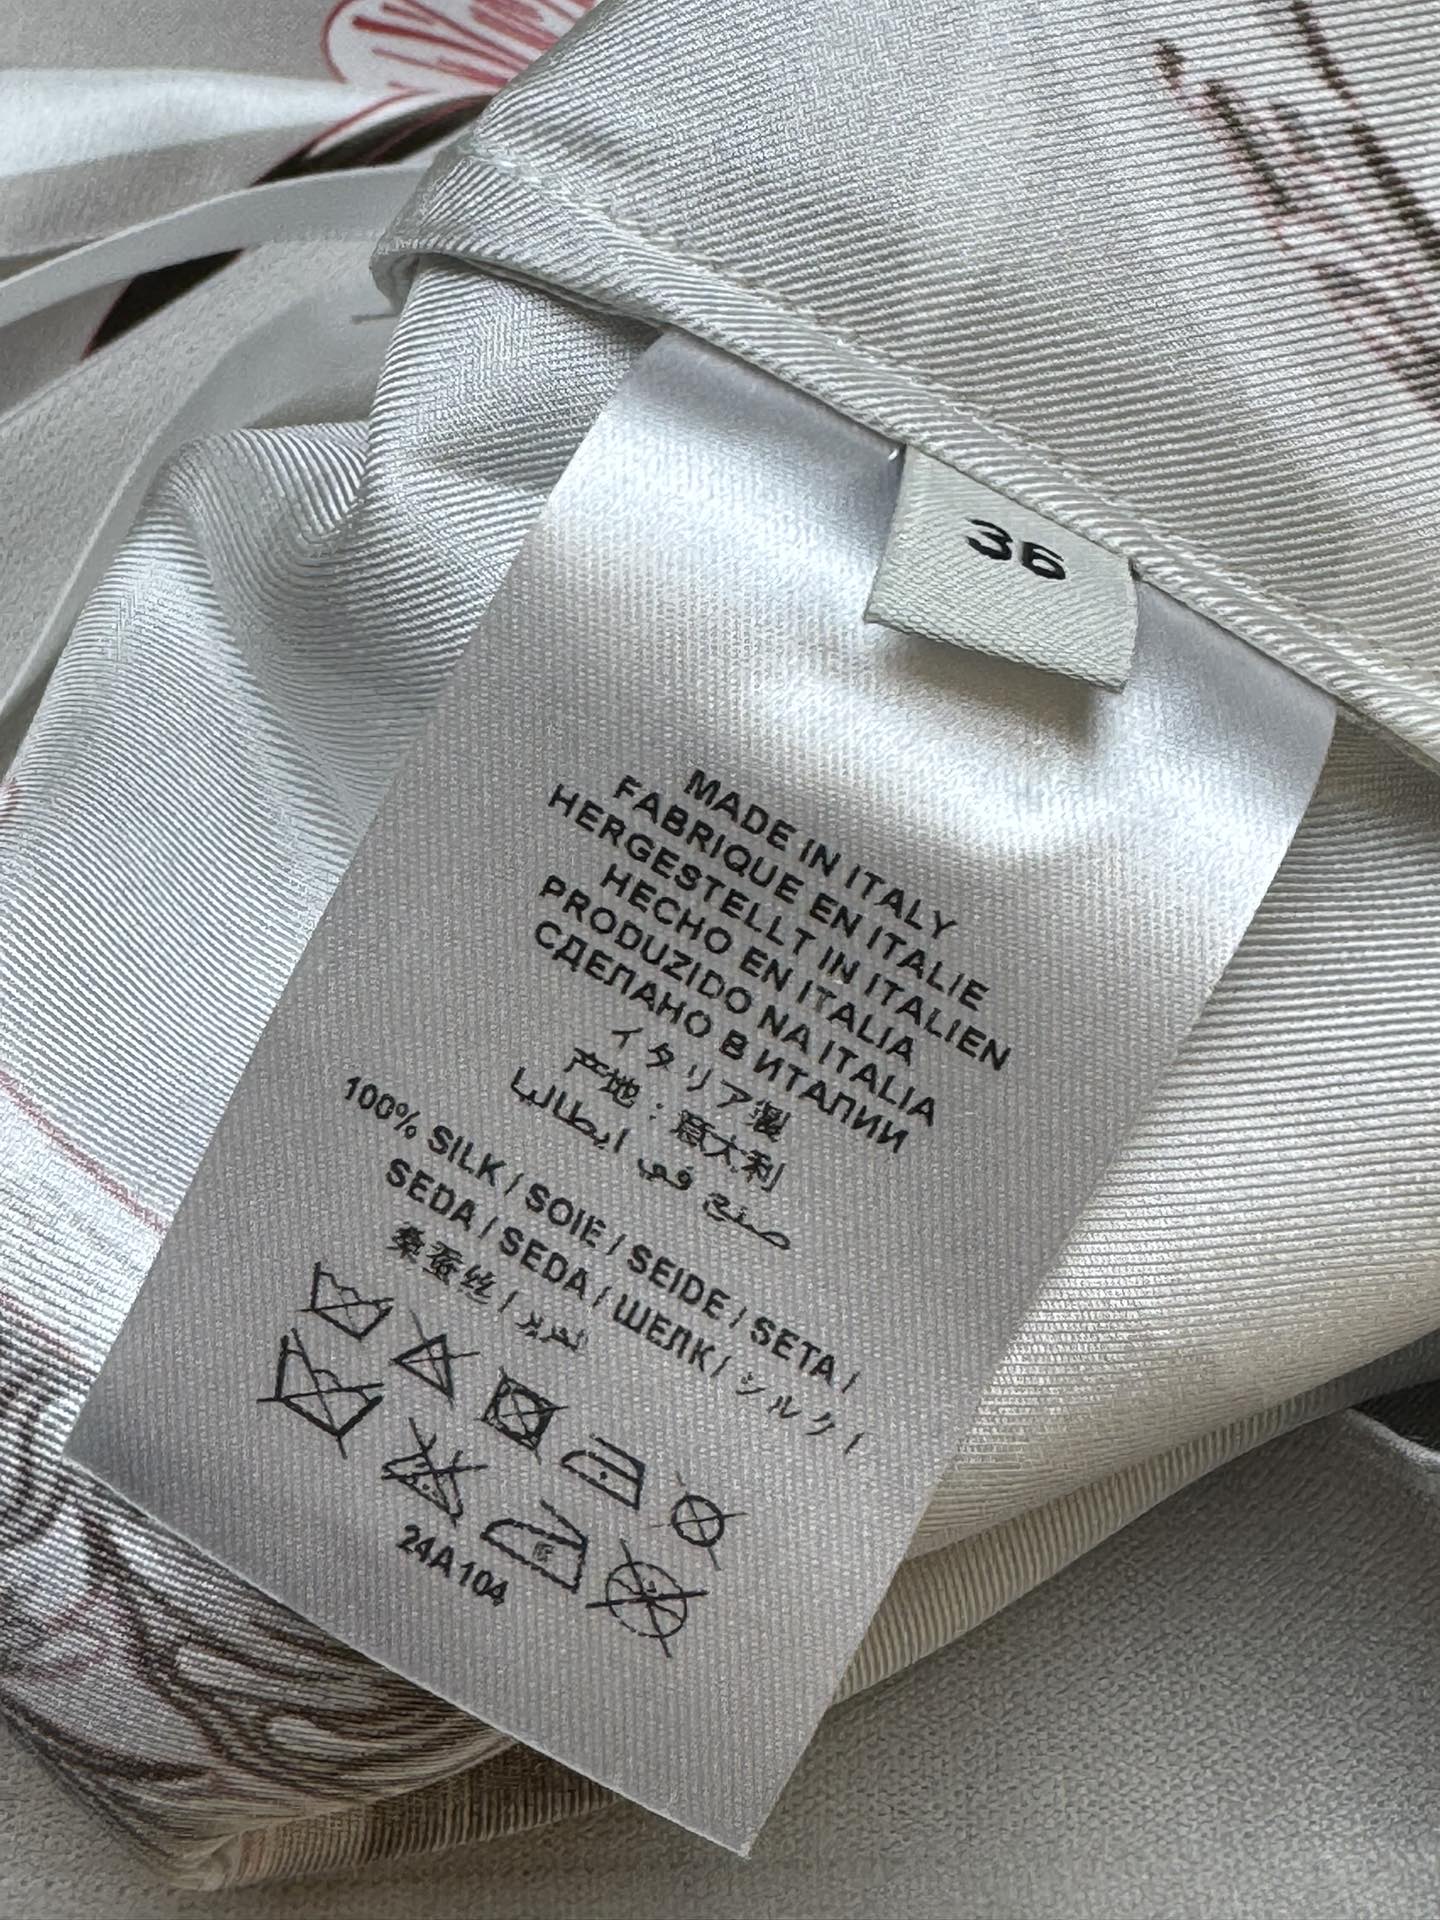 36
MADE IN ITALY
FABRIQUE EN ITALIE
HERGESTELLT IN ITALIEN
HECHO EN ITALIA
PRODUZIDO NA ITALIA
СДЕЛАНО В ИТАЛИИ
イタリア製
产地：意大利
صنع في ايطاليا
100% SILK / SOIE / SEIDE / SETA /
SEDA / SEDA / ШЕЛК / シルク /
桑蚕丝 /
24A104